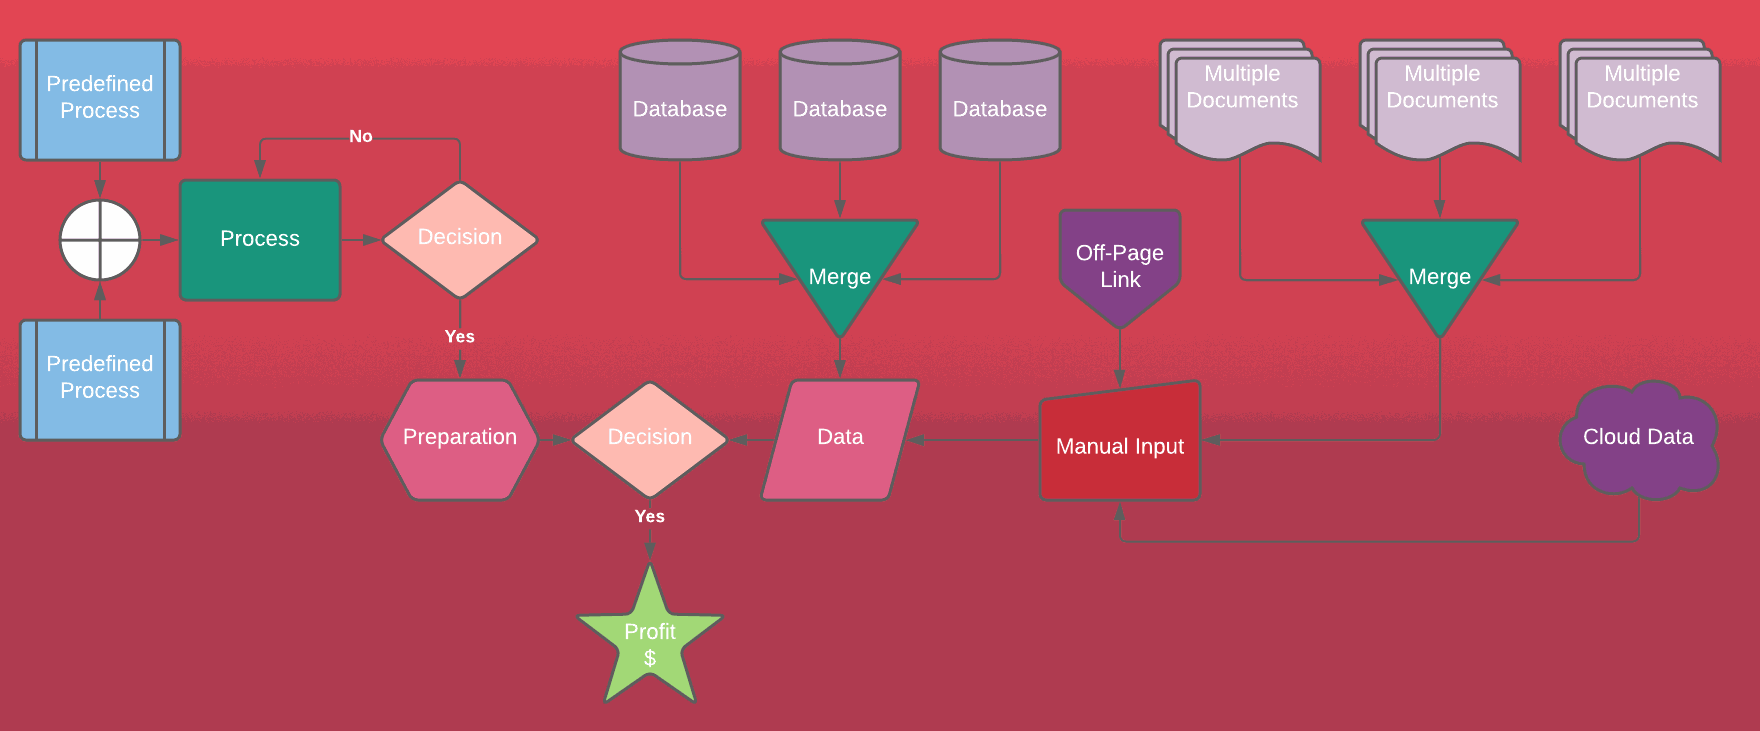 Predefined
Process
No
Process
Decision
Yes
Predefined
Process
Database
Database
Database
Merge
Multiple
Documents
Multiple
Documents
Multiple
Documents
Off-Page
Link
Merge
Preparation
Decision
Data
Manual Input
Cloud Data
Yes
Profit
$